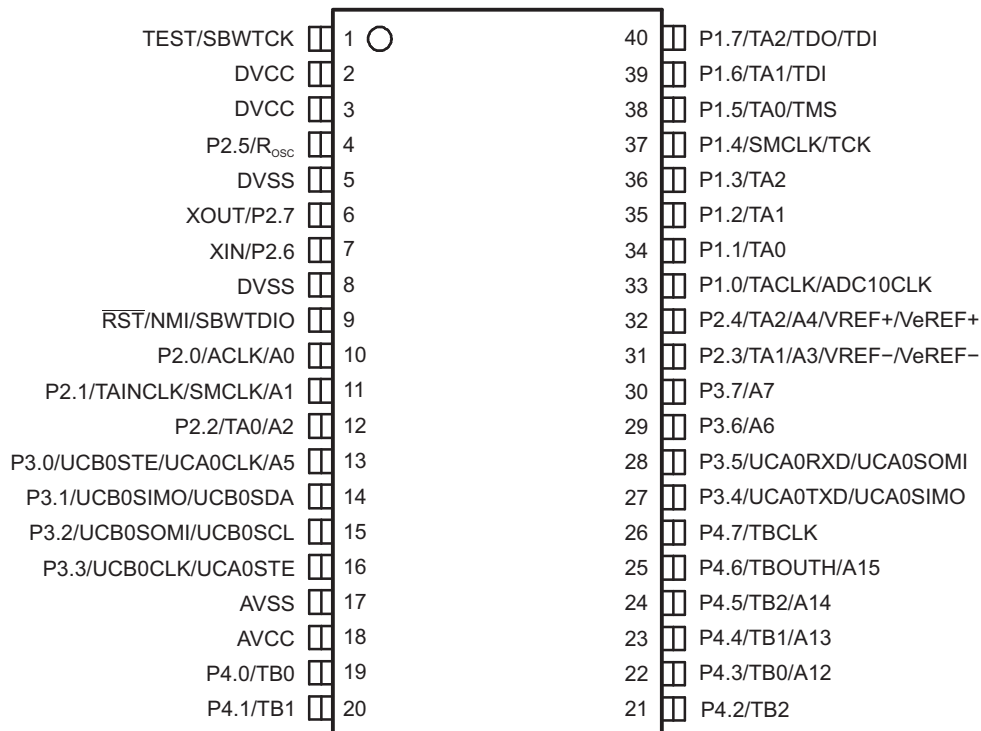 TEST/SBWTCK 1 40 P1.7/TA2/TDO/TDI
DVCC 2 39 P1.6/TA1/TDI
DVCC 3 38 P1.5/TA0/TMS
P2.5/ROSC 4 37 P1.4/SMCLK/TCK
DVSS 5 36 P1.3/TA2
XOUT/P2.7 6 35 P1.2/TA1
XIN/P2.6 7 34 P1.1/TA0
DVSS 8 33 P1.0/TACLK/ADC10CLK
RST/NMI/SBWTDIO 9 32 P2.4/TA2/A4/VREF+/VeREF+
P2.0/ACLK/A0 10 31 P2.3/TA1/A3/VREF−/VeREF−
P2.1/TAINCLK/SMCLK/A1 11 30 P3.7/A7
P2.2/TA0/A2 12 29 P3.6/A6
P3.0/UCB0STE/UCA0CLK/A5 13 28 P3.5/UCA0RXD/UCA0SOMI
P3.1/UCB0SIMO/UCB0SDA 14 27 P3.4/UCA0TXD/UCA0SIMO
P3.2/UCB0SOMI/UCB0SCL 15 26 P4.7/TBCLK
P3.3/UCB0CLK/UCA0STE 16 25 P4.6/TBOUTH/A15
AVSS 17 24 P4.5/TB2/A14
AVCC 18 23 P4.4/TB1/A13
P4.0/TB0 19 22 P4.3/TB0/A12
P4.1/TB1 20 21 P4.2/TB2